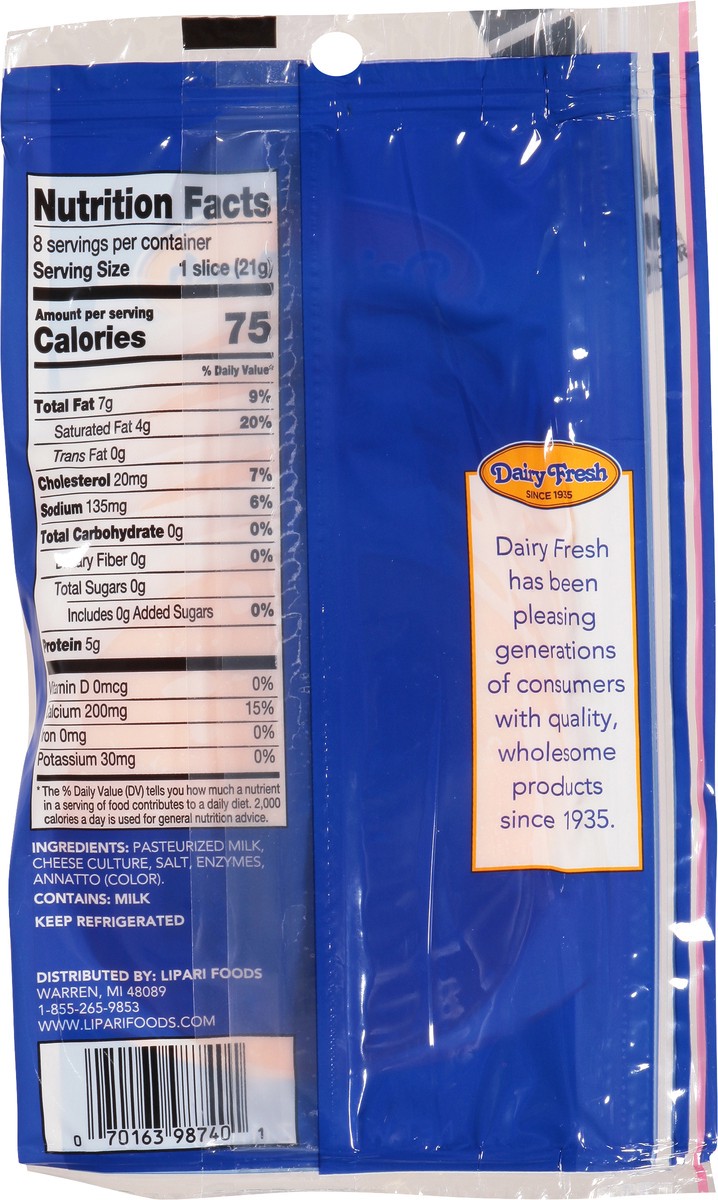 Nutrition Facts
8 servings per container
Serving Size 1 slice (21g)
Amount per serving
Calories 75
% Daily Value*
Total Fat 7g 9%
Saturated Fat 4g 20%
Trans Fat 0g
Cholesterol 20mg 7%
Sodium 135mg 6%
Total Carbohydrate 0g 0%
Fiber 0g 0%
Total Sugars 0g
Includes 0g Added Sugars 0%
Protein 5g
D 0mcg 0%
Calcium 200mg 15%
Iron 0mg 0%
Potassium 30mg 0%
* The % Daily Value (DV) tells you how much a nutrient
in a serving of food contributes to a daily diet. 2,000
calories a day is used for general nutrition advice.
INGREDIENTS: PASTEURIZED MILK,
CHEESE CULTURE, SALT, ENZYMES,
ANNATTO (COLOR).
CONTAINS: MILK
KEEP REFRIGERATED
DISTRIBUTED BY: LIPARI FOODS
WARREN, MI 48089
1-855-265-9853
WWW.LIPARIFOODS.COM
0 70163 98740 1
Dairy Fresh
SINCE 1935
Dairy Fresh
has been
pleasing
generations
of consumers
with quality,
wholesome
products
since 1935.